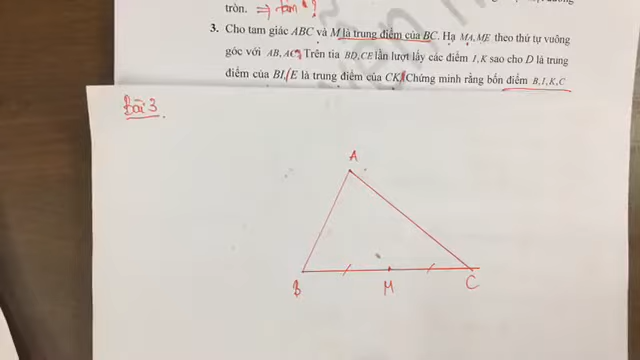 tròn. => tâm ?
3. Cho tam giác ABC và M là trung điểm của BC. Hạ MA, ME theo thứ tự vuông
góc với AB, AC. Trên tia BD, CE lần lượt lấy các điểm I, K sao cho D là trung
điểm của BI, E là trung điểm của CK. Chứng minh rằng bốn điểm B, I, K, C
Bài 3.
A
B
M
C